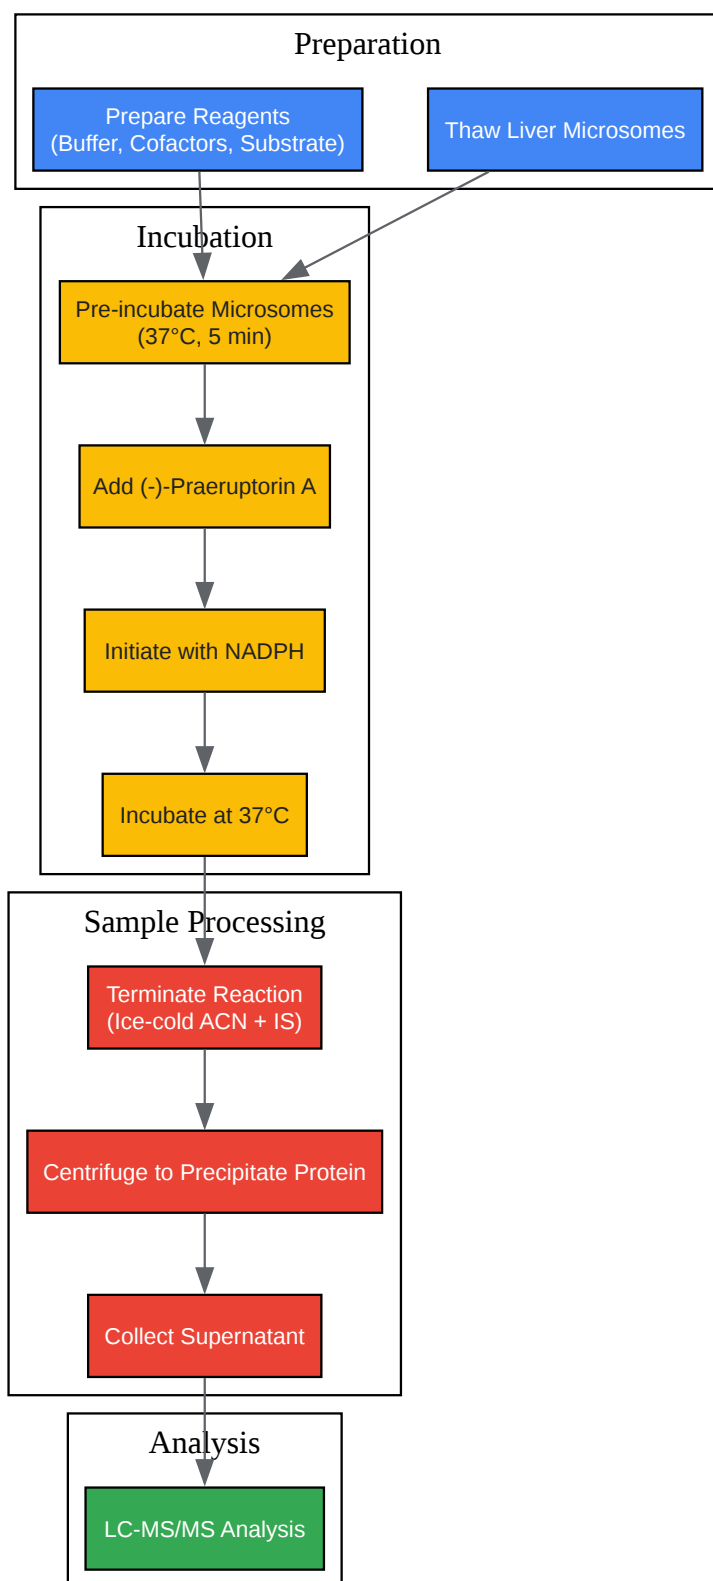 Preparation
Prepare Reagents
(Buffer, Cofactors, Substrate)
Thaw Liver Microsomes
Incubation
Pre-incubate Microsomes
(37°C, 5 min)
Add (-)-Praeruptorin A
Initiate with NADPH
Incubate at 37°C
Sample Processing
Terminate Reaction
(Ice-cold ACN + IS)
Centrifuge to Precipitate Protein
Collect Supernatant
Analysis
LC-MS/MS Analysis